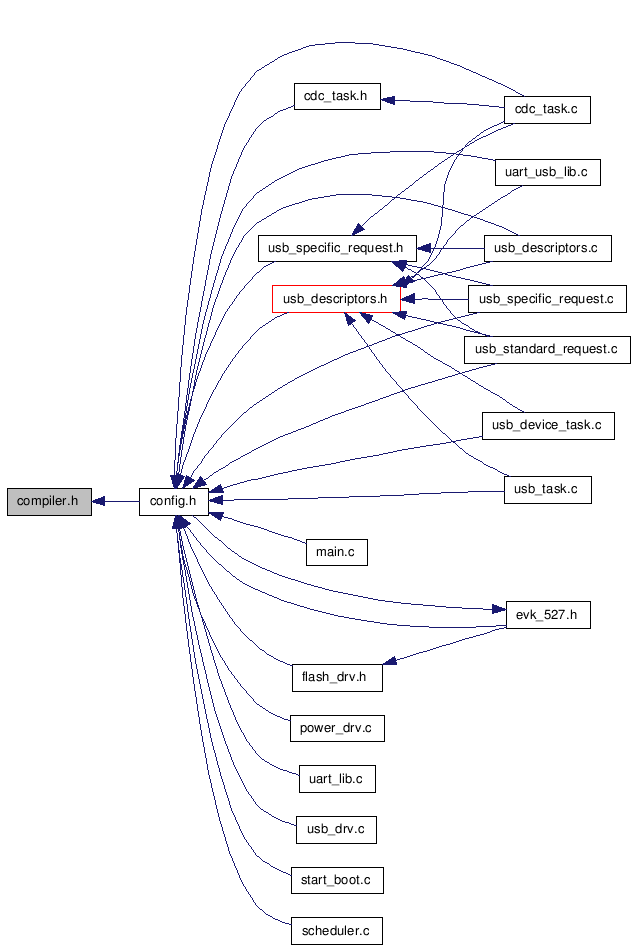 cdc_task.h
cdc_task.c
uart_usb_lib.c
usb_specific_request.h
usb_descriptors.c
usb_descriptors.h
usb_specific_request.c
usb_standard_request.c
usb_device_task.c
usb_task.c
compiler.h
config.h
main.c
evk_527.h
flash_drv.h
power_drv.c
uart_lib.c
usb_drv.c
start_boot.c
scheduler.c